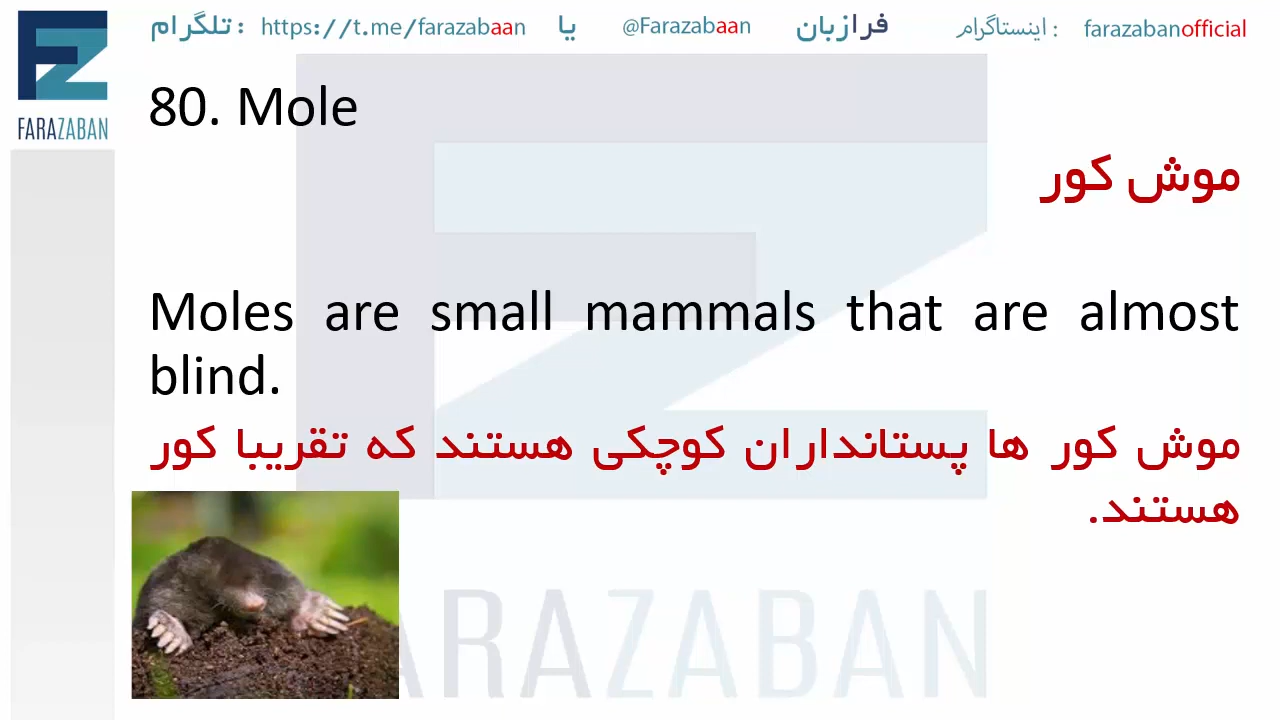 تلگرام : https://t.me/farazabaan یا @Farazabaan فرازبان اینستاگرام : farazabanofficial
FZ
FARAZABAN
80. Mole
موش کور
Moles are small mammals that are almost
blind.
موش کور ها پستانداران کوچکی هستند که تقریبا کور
هستند.
FARAZABAN